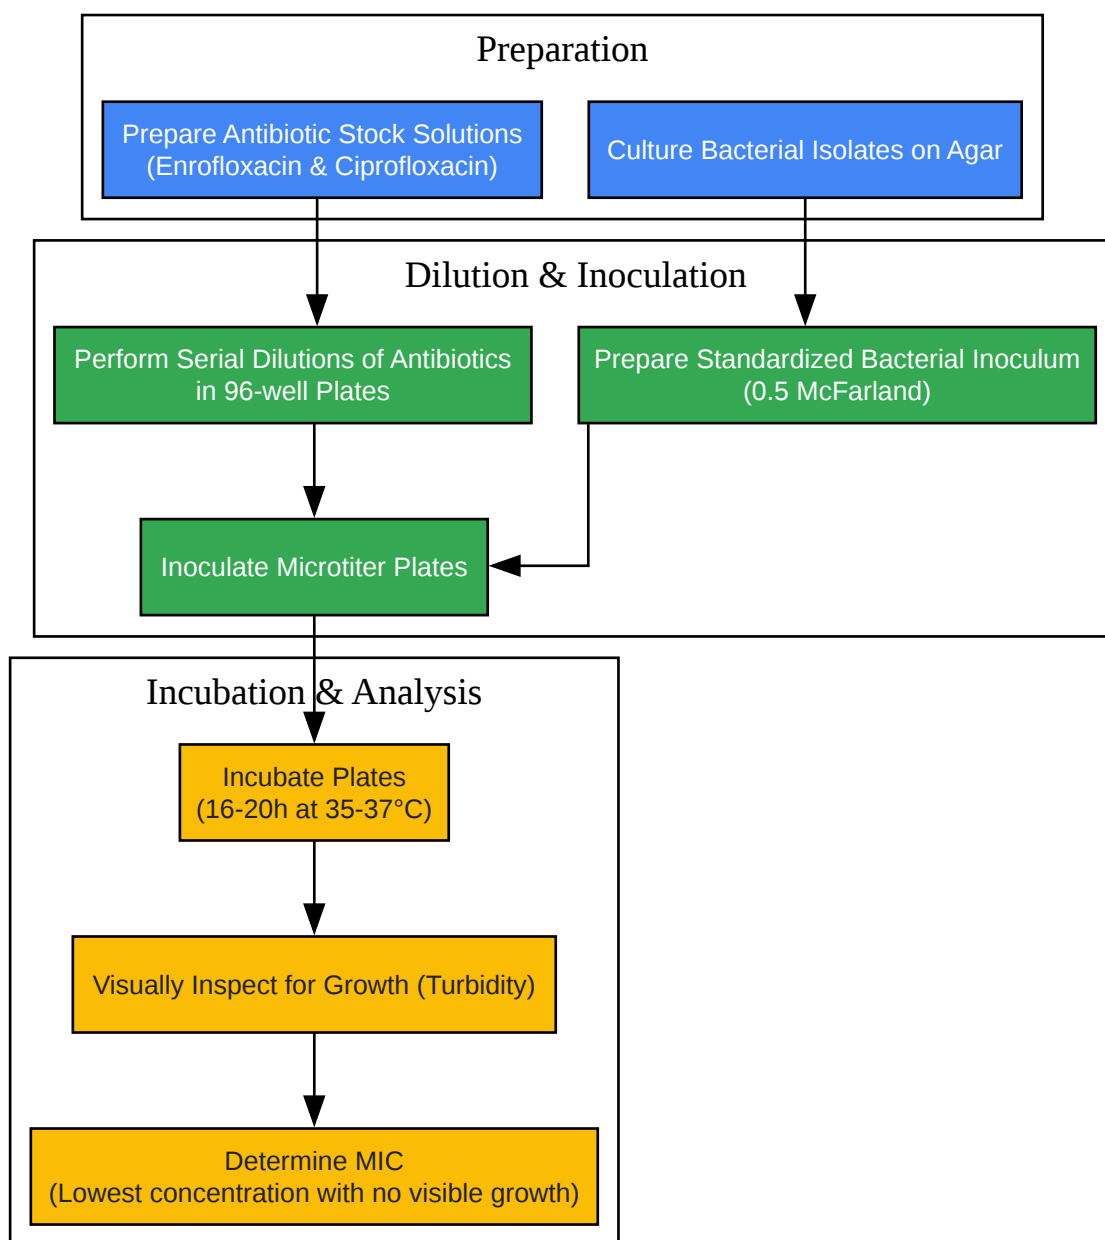 Preparation
Prepare Antibiotic Stock Solutions
(Enrofloxacin & Ciprofloxacin)
Culture Bacterial Isolates on Agar
Dilution & Inoculation
Perform Serial Dilutions of Antibiotics
in 96-well Plates
Prepare Standardized Bacterial Inoculum
(0.5 McFarland)
Inoculate Microtiter Plates
Incubation & Analysis
Incubate Plates
(16-20h at 35-37°C)
Visually Inspect for Growth (Turbidity)
Determine MIC
(Lowest concentration with no visible growth)